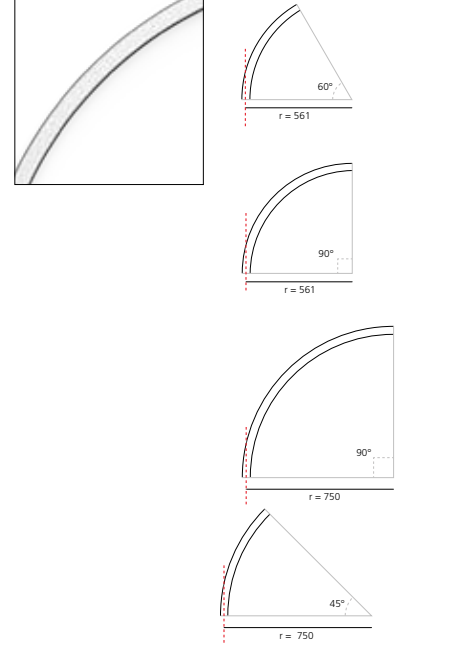 60°
r = 561
90°
r = 561
90°
r = 750
45°
r = 750